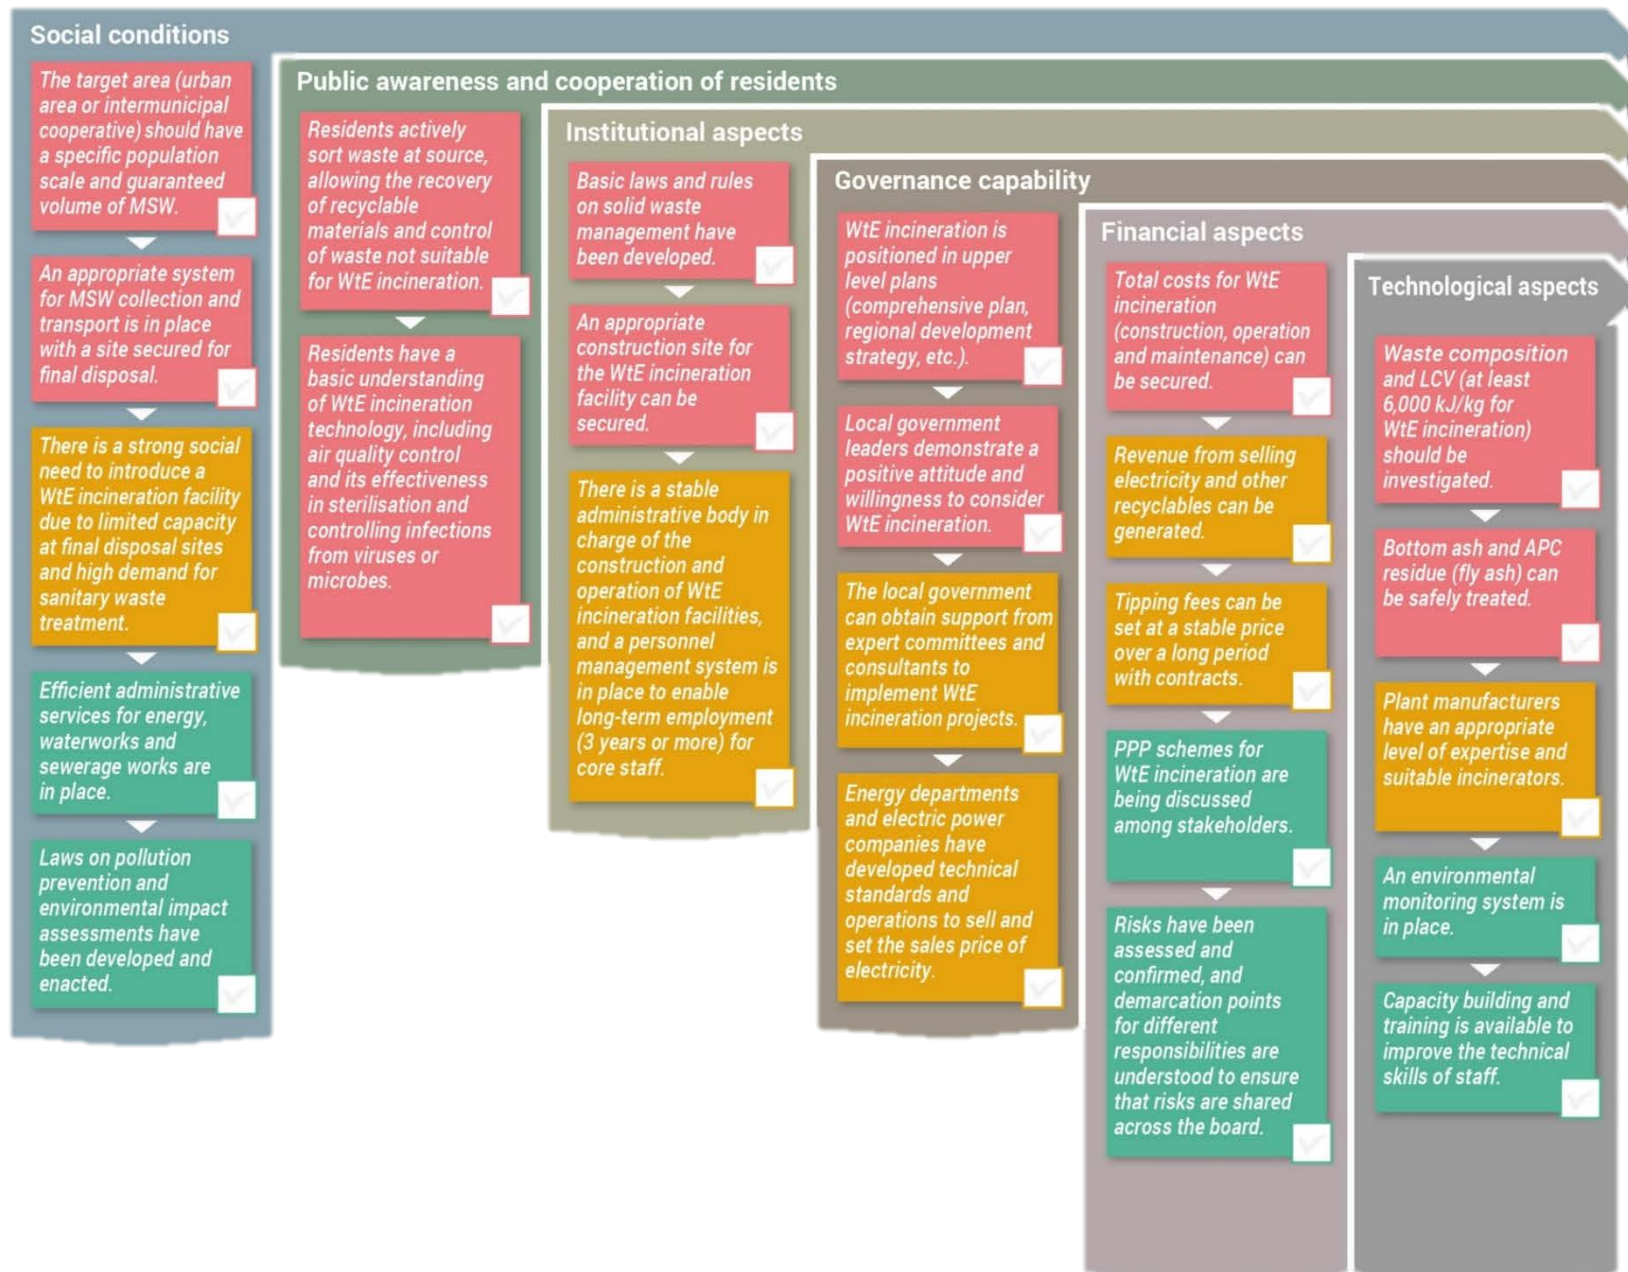 Social conditions
The target area (urban
area or intermunicipal
cooperative) should have
a specific population
scale and guaranteed
volume of MSW.
An appropriate system
for MSW collection and
transport is in place
with a site secured for
final disposal.
There is a strong social
need to introduce a
WtE incineration facility
due to limited capacity
at final disposal sites
and high demand for
sanitary waste
treatment.
Efficient administrative
services for energy,
waterworks and
sewerage works are
in place.
Laws on pollution
prevention and
environmental impact
assessments have
been developed and
enacted.
Public awareness and cooperation of residents
Residents actively
sort waste at source,
allowing the recovery
of recyclable
materials and control
of waste not suitable
for WtE incineration.
Residents have a
basic understanding
of WtE incineration
technology, including
air quality control
and its effectiveness
in sterilisation and
controlling infections
from viruses or
microbes.
Institutional aspects
Basic laws and rules
on solid waste
management have
been developed.
An appropriate
construction site for
the WtE incineration
facility can be
secured.
There is a stable
administrative body in
charge of the
construction and
operation of WtE
incineration facilities,
and a personnel
management system is
in place to enable
long-term employment
(3 years or more) for
core staff.
Governance capability
WtE incineration is
positioned in upper
level plans
(comprehensive plan,
regional development
strategy, etc.).
Local government
leaders demonstrate a
positive attitude and
willingness to consider
WtE incineration.
The local government
can obtain support from
expert committees and
consultants to
implement WtE
incineration projects.
Energy departments
and electric power
companies have
developed technical
standards and
operations to sell and
set the sales price of
electricity.
Financial aspects
Total costs for WtE
incineration
(construction, operation
and maintenance) can
be secured.
Revenue from selling
electricity and other
recyclables can be
generated.
Tipping fees can be
set at a stable price
over a long period
with contracts.
PPP schemes for
WtE incineration are
being discussed
among stakeholders.
Risks have been
assessed and
confirmed, and
demarcation points
for different
responsibilities are
understood to ensure
that risks are shared
across the board.
Technological aspects
Waste composition
and LCV (at least
6,000 kJ/kg for
WtE incineration)
should be
investigated.
Bottom ash and APC
residue (fly ash) can
be safely treated.
Plant manufacturers
have an appropriate
level of expertise and
suitable incinerators.
An environmental
monitoring system is
in place.
Capacity building and
training is available to
improve the technical
skills of staff.